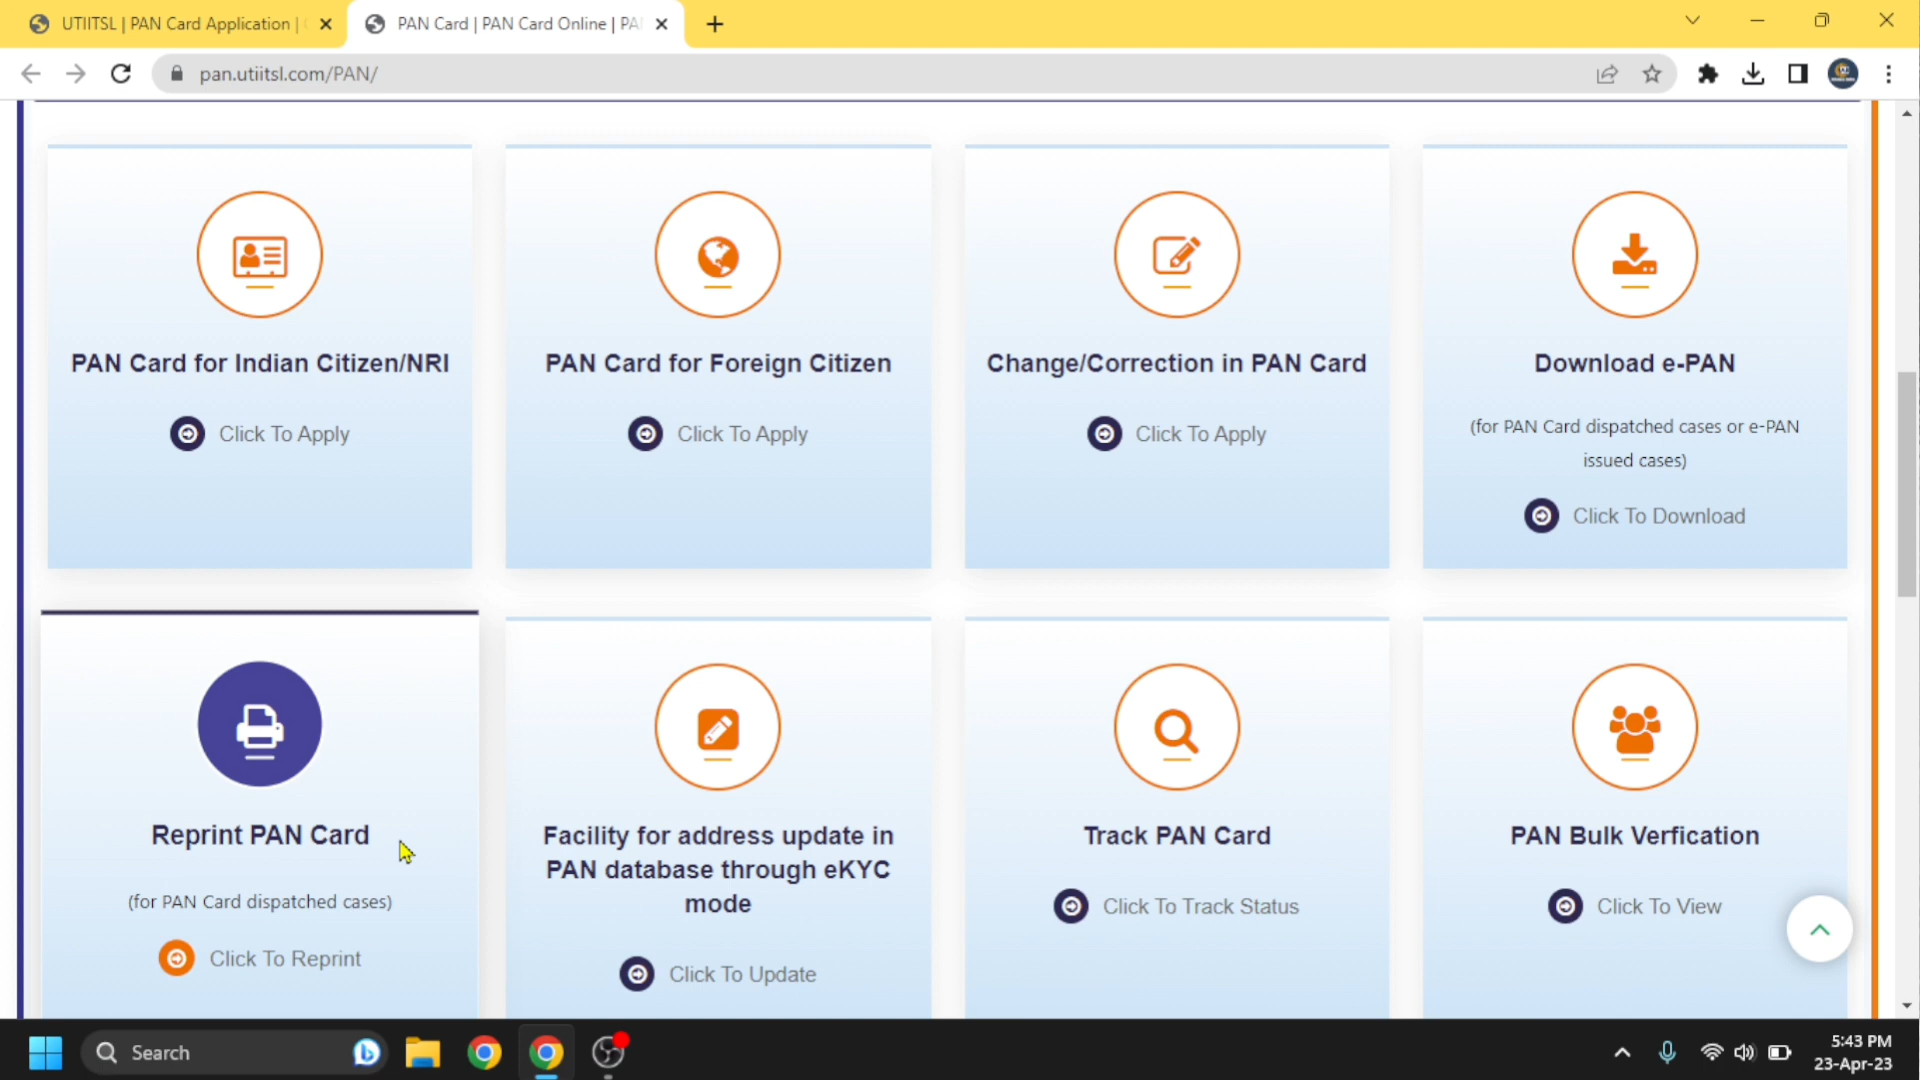 UTIITSL | PAN Card Application |
PAN Card | PAN Card Online | PA
pan.utiitsl.com/PAN/
PAN Card for Indian Citizen/NRI
Click To Apply
PAN Card for Foreign Citizen
Click To Apply
Change/Correction in PAN Card
Click To Apply
Download e-PAN
(for PAN Card dispatched cases or e-PAN
issued cases)
Click To Download
Reprint PAN Card
(for PAN Card dispatched cases)
Click To Reprint
Facility for address update in
PAN database through eKYC
mode
Click To Update
Track PAN Card
Click To Track Status
PAN Bulk Verfication
Click To View
Search
5:43 PM
23-Apr-23